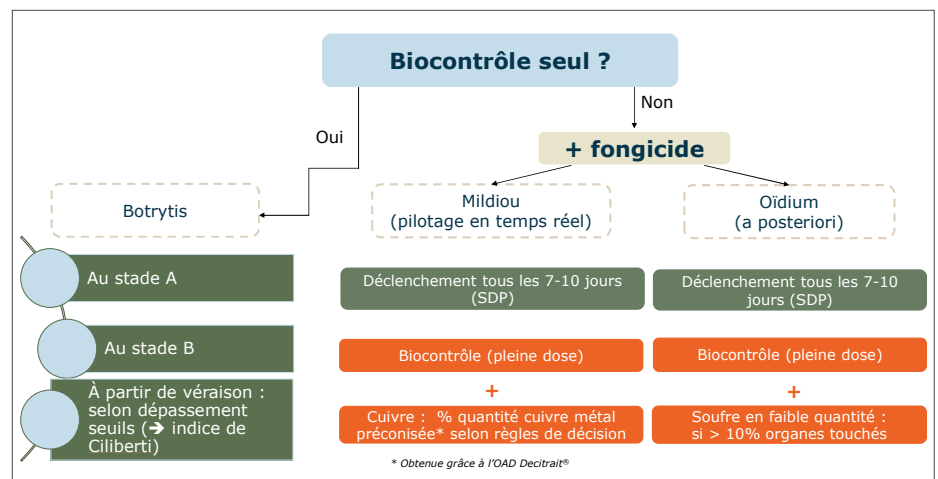 Biocontrôle seul ?
Oui
Non
+ fongicide
Botrytis
Mildiou
(pilotage en temps réel)
Oïdium
(a posteriori)
Au stade A
Au stade B
À partir de véraison :
selon dépassement
seuils (➔ indice de
Ciliberti)
Déclenchement tous les 7-10 jours
(SDP)
Biocontrôle (pleine dose)
+
Cuivre : % quantité cuivre métal
préconisée* selon règles de décision
Déclenchement tous les 7-10
jours (SDP)
Biocontrôle (pleine dose)
+
Soufre en faible quantité :
si > 10% organes touchés
* Obtenue grâce à l'OAD Decitrait®